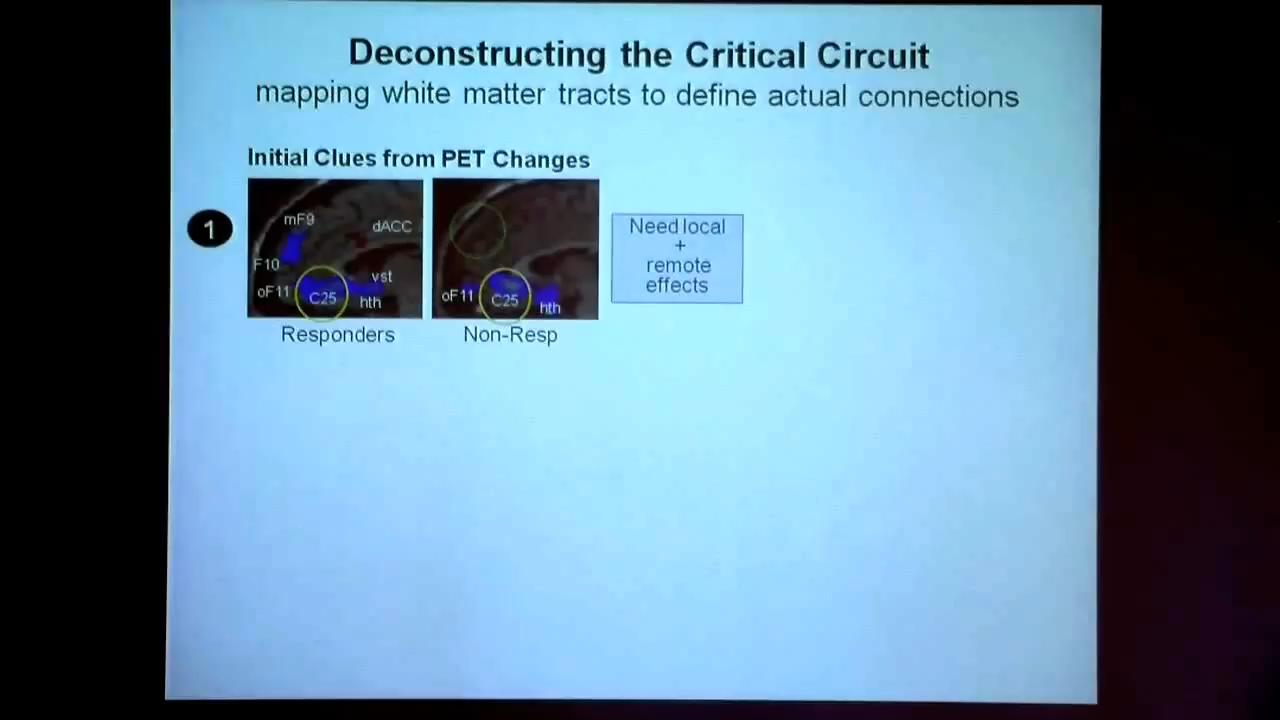 Deconstructing the Critical Circuit
mapping white matter tracts to define actual connections
Initial Clues from PET Changes
1
mF9
dACC
F10
vst
oF11
C25
hth
oF11
C25
hth
Need local
+
remote
effects
Responders
Non-Resp